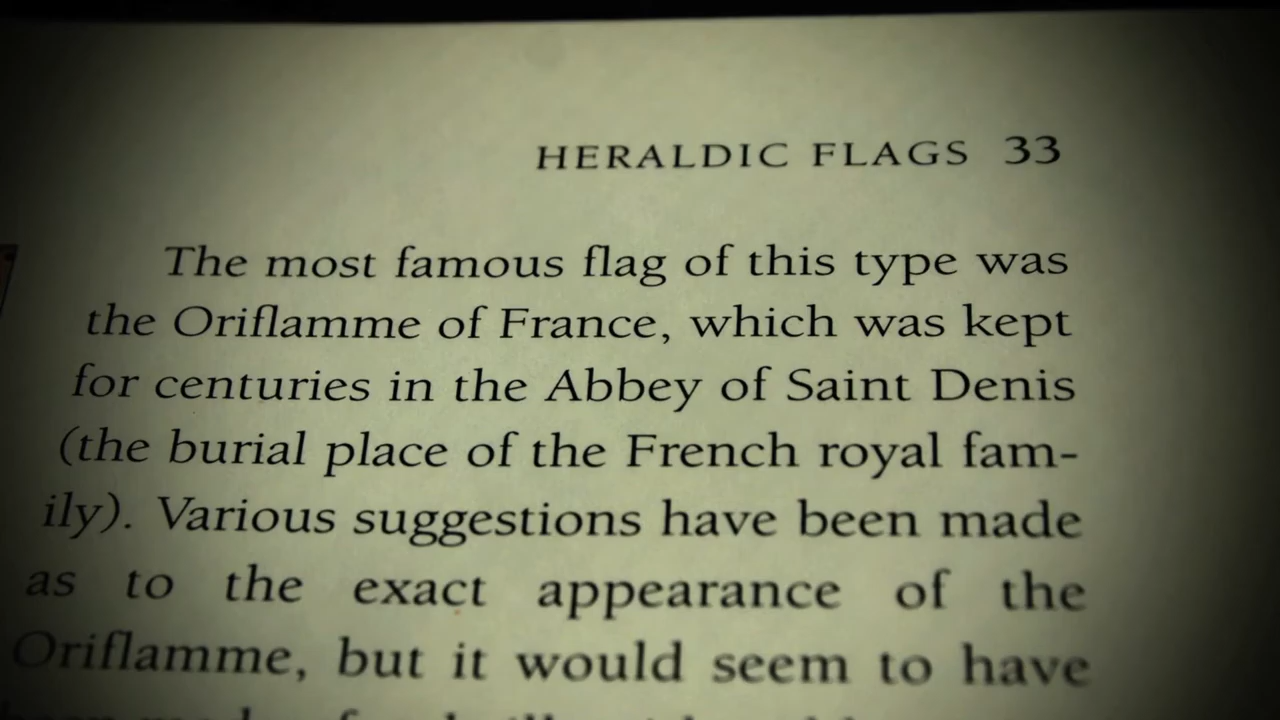 HERALDIC FLAGS 33
The most famous flag of this type was
the Oriflamme of France, which was kept
for centuries in the Abbey of Saint Denis
(the burial place of the French royal fam-
ily). Various suggestions have been made
as to the exact appearance of the
Oriflamme, but it would seem to have